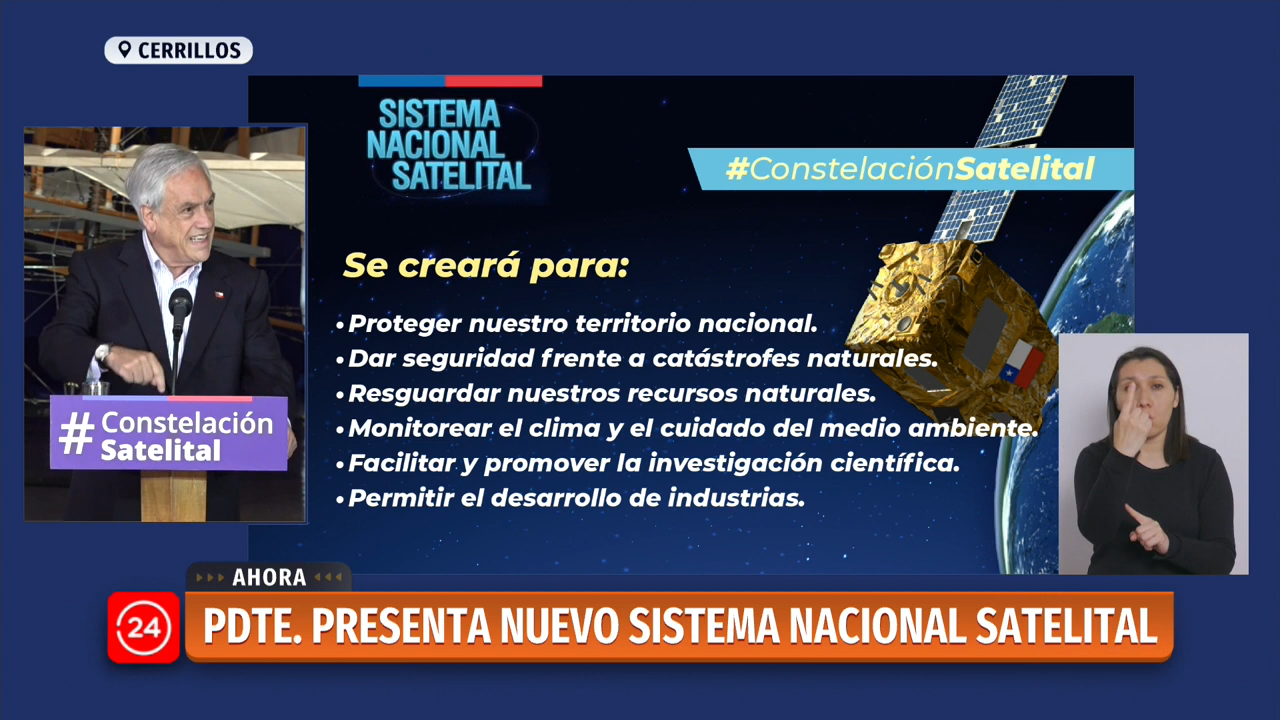 CERRILLOS
SISTEMA
NACIONAL
SATELITAL
#ConstelaciónSatelital
Se creará para:
• Proteger nuestro territorio nacional.
• Dar seguridad frente a catástrofes naturales.
• Resguardar nuestros recursos naturales.
• Monitorear el clima y el cuidado del medio ambiente.
• Facilitar y promover la investigación científica.
• Permitir el desarrollo de industrias.
# Constelación
Satelital
AHORA
24
PDTE. PRESENTA NUEVO SISTEMA NACIONAL SATELITAL